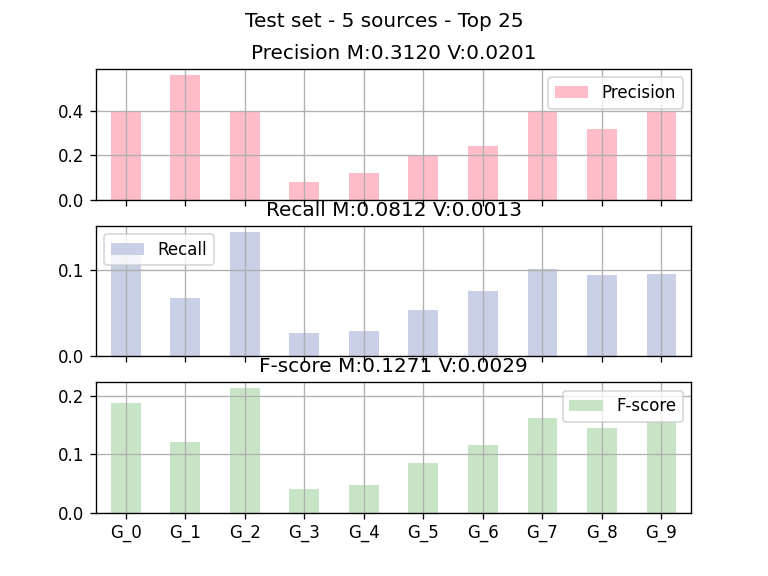 Test set - 5 sources - Top 25
Precision M:0.3120 V:0.0201
0.4
0.2
0.0
Precision
Recall M:0.0812 V:0.0013
0.1
0.0
Recall
F-score M:0.1271 V:0.0029
0.2
0.1
0.0
F-score
G_0 G_1 G_2 G_3 G_4 G_5 G_6 G_7 G_8 G_9